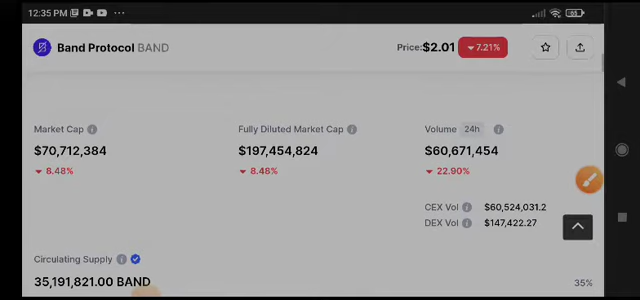 12:35 PM ... 65
Band Protocol BAND Price:$2.01 7.21%
Market Cap Fully Diluted Market Cap Volume 24h
$70,712,384 $197,454,824 $60,671,454
8.48% 8.48% 22.90%
CEX Vol $60,524,031.2
DEX Vol $147,422.27
Circulating Supply
35,191,821.00 BAND 35%